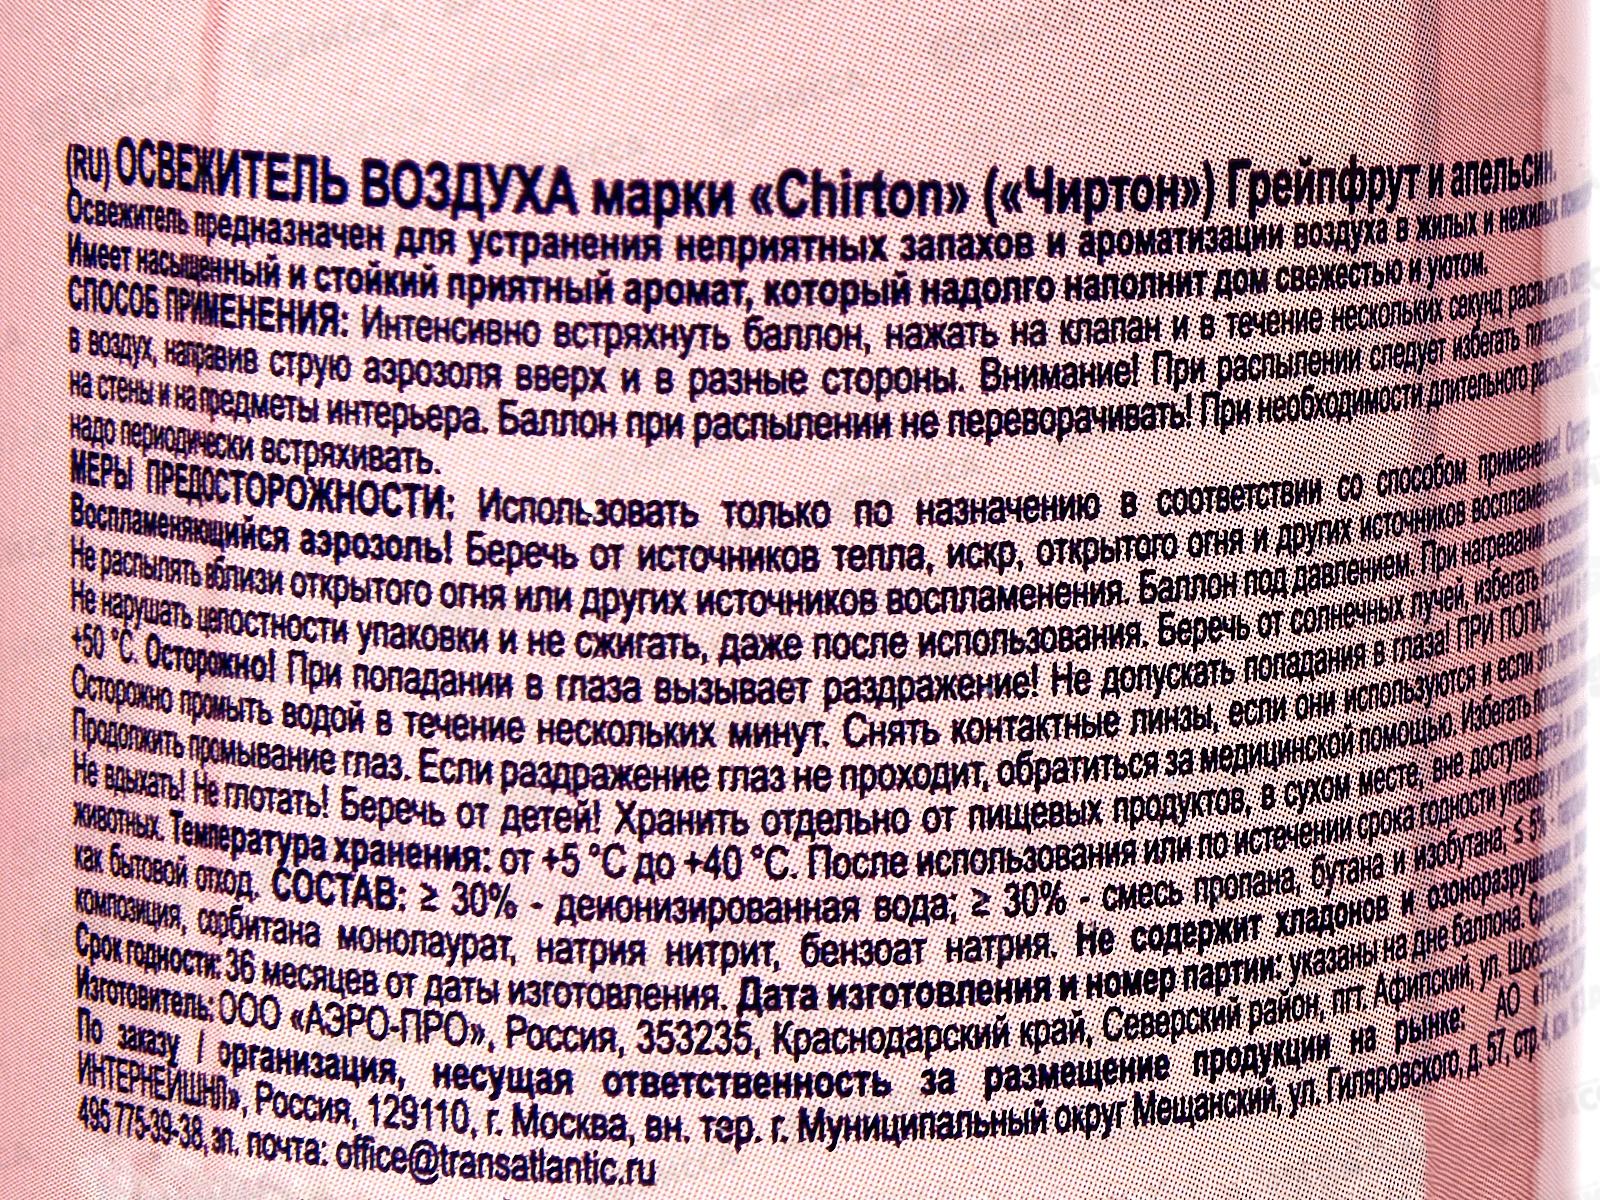 (RU) ОСВЕЖИТЕЛЬ ВОЗДУХА марки «Chirton» («Чиртон») Грейпфрут и апельсин.
Освежитель предназначен для устранения неприятных запахов и ароматизации воздуха в жилых и нежилых
Имеет насыщенный и стойкий приятный аромат, который надолго наполнит дом свежестью и уютом.
СПОСОБ ПРИМЕНЕНИЯ: Интенсивно встряхнуть баллон, нажать на клапан и в течение нескольких секунд распылить
в воздух, направив струю аэрозоля вверх и в разные стороны. Внимание! При распылении следует избегать попадания
на стены и на предметы интерьера. Баллон при распылении не переворачивать! При необходимости длительного
надо периодически встряхивать.
МЕРЫ ПРЕДОСТОРОЖНОСТИ: Использовать только по назначению в соответствии со способом применения!
Воспламеняющийся аэрозоль! Беречь от источников тепла, искр, открытого огня и других источников воспламенения.
Не распылять вблизи открытого огня или других источников воспламенения. Баллон под давлением. При нагревании
Не нарушать целостности упаковки и не сжигать, даже после использования. Беречь от солнечных лучей, избегать
+50 °С. Осторожно! При попадании в глаза вызывает раздражение! Не допускать попадания в глаза! ПРИ ПОПАДАНИИ
Осторожно промыть водой в течение нескольких минут. Снять контактные линзы, если они используются и если это
Продолжить промывание глаз. Если раздражение глаз не проходит, обратиться за медицинской помощью. Избегать
Не вдыхать! Не глотать! Беречь от детей! Хранить отдельно от пищевых продуктов, в сухом месте, вне доступа детей и
животных. Температура хранения: от +5 °С до +40 °С. После использования или по истечении срока годности упаковку
как бытовой отход. СОСТАВ: ≥ 30% - деионизированная вода; ≥ 30% - смесь пропана, бутана и изобутана; ≤ 5% -
композиция, сорбитана монолаурат, натрия нитрит, бензоат натрия. Не содержит хладонов и озоноразрушающих
Срок годности: 36 месяцев от даты изготовления. Дата изготовления и номер партии: указаны на дне баллона.
Изготовитель: ООО «АЭРО-ПРО», Россия, 353235, Краснодарский край, Северский район, пгт. Афипский, ул.
По заказу / организация, несущая ответственность за размещение продукции на рынке: АО
ИНТЕРНЕЙШНЛ», Россия, 129110, г. Москва, вн. тер. г. Муниципальный округ Мещанский, ул. Гиляровского, д. 57, стр. 4,
495 775-39-38, эл. почта: office@transatlantic.ru